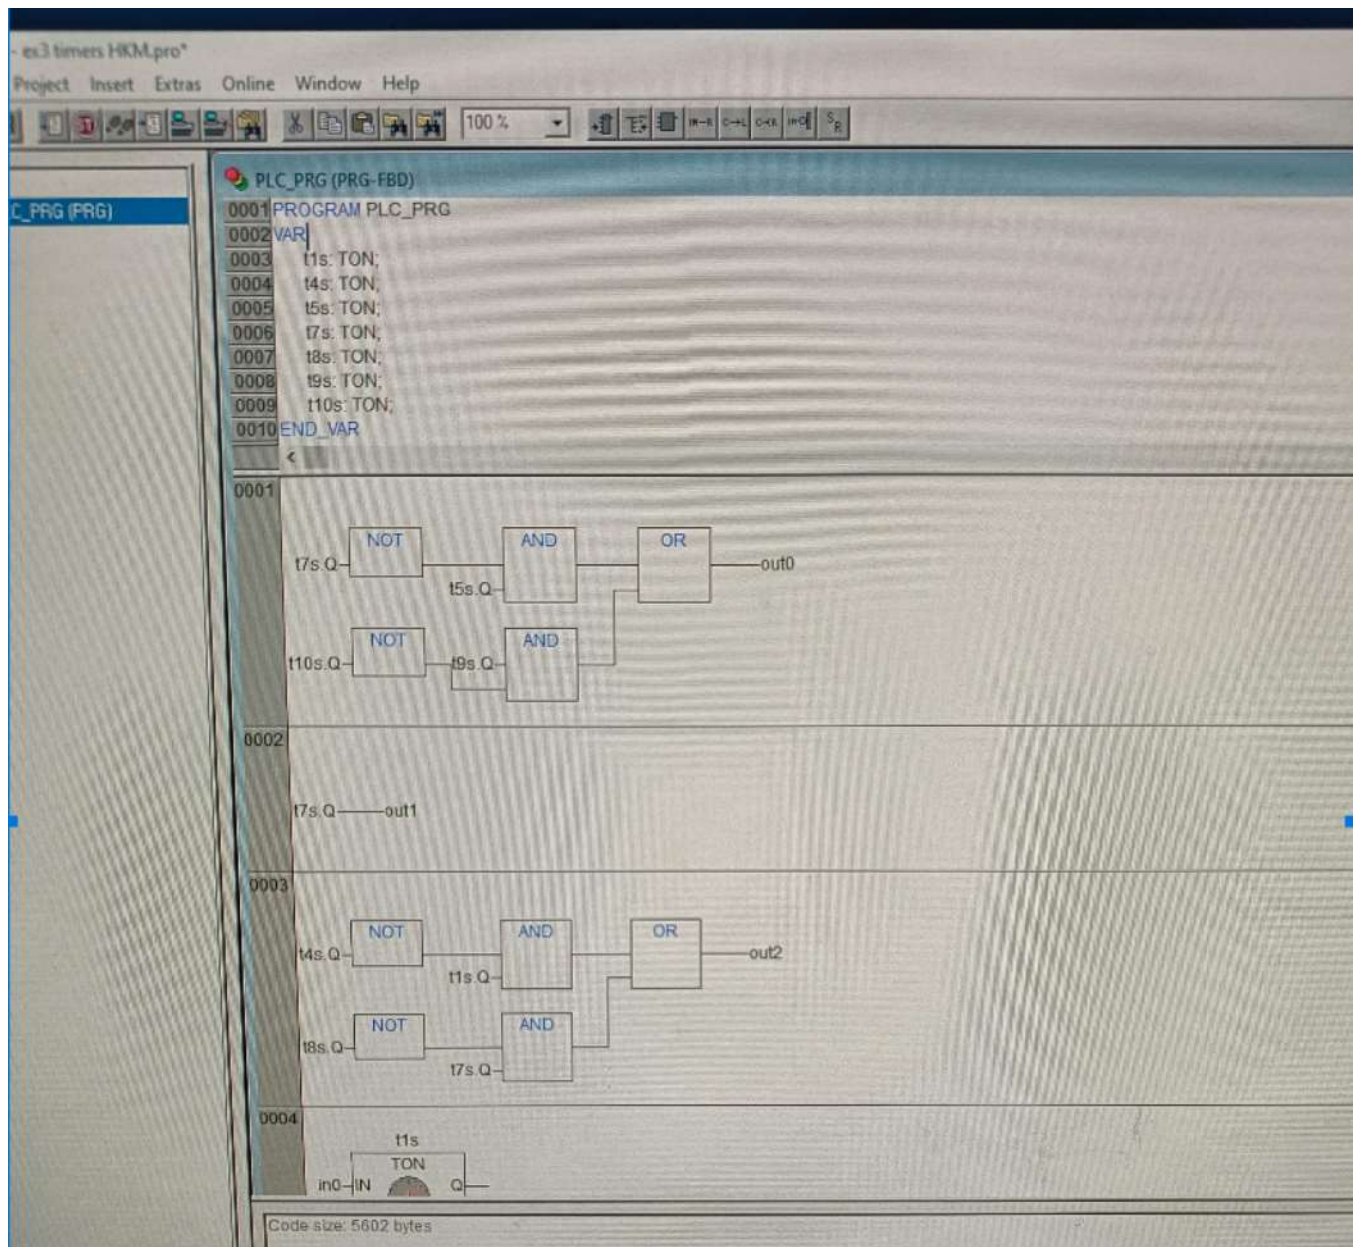 - ex3 timers HKM.pro*
Project Insert Extras Online Window Help
100 %
PLC_PRG (PRG-FBD)
C_PRG (PRG)
0001 PROGRAM PLC_PRG
0002 VAR
0003 t1s: TON;
0004 t4s: TON;
0005 t5s: TON;
0006 t7s: TON;
0007 t8s: TON;
0008 t9s: TON;
0009 t10s: TON;
0010 END_VAR
0001
NOT AND OR
t7s.Q out0
t5s.Q
NOT AND
t10s.Q t9s.Q
0002
t7s.Q out1
0003
NOT AND OR
t4s.Q out2
t1s.Q
NOT AND
t8s.Q
t7s.Q
0004
t1s
TON
in0 IN Q
Code size: 5602 bytes